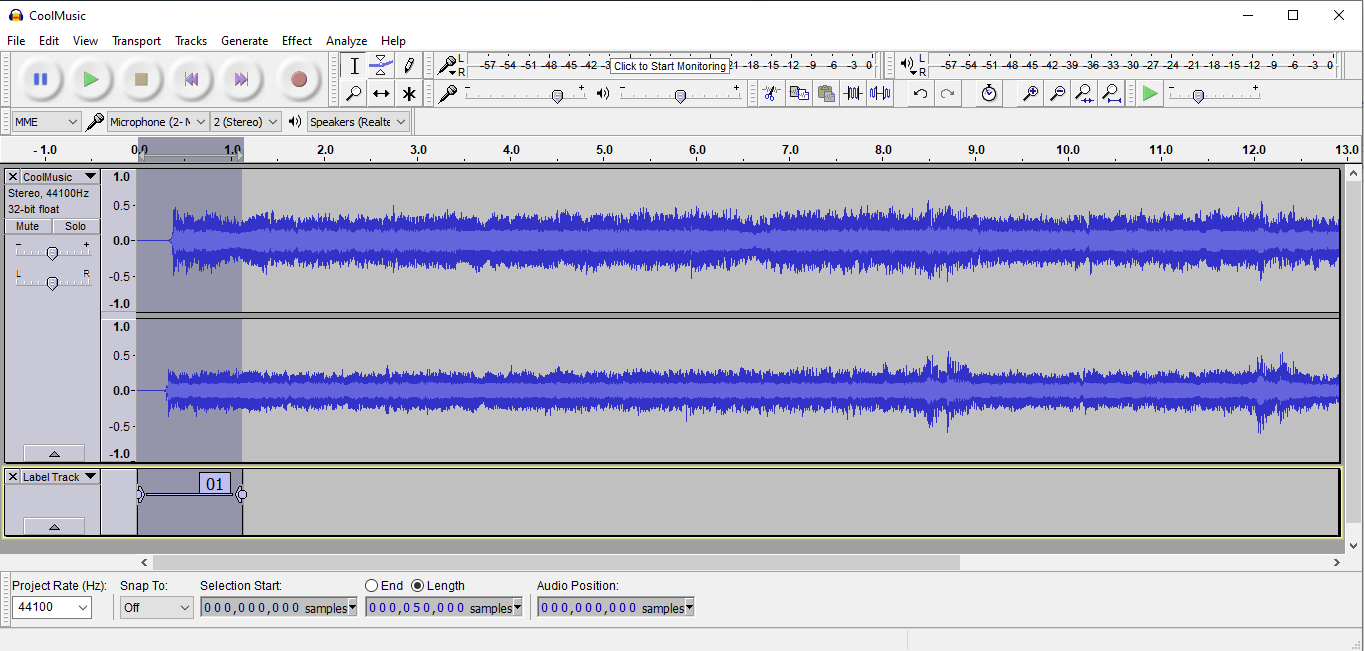 CoolMusic
File Edit View Transport Tracks Generate Effect Analyze Help
L -57 -54 -51 -48 -45 -42 -3 Click to Start Monitoring 21 -18 -15 -12 -9 -6 -3 0 L -57 -54 -51 -48 -45 -42 -39 -36 -33 -30 -27 -24 -21 -18 -15 -12 -9 -6 -3 0
R R
- + - + - +
MME Microphone (2- 2 (Stereo) Speakers (Realte
- 1.0 0.0 1.0 2.0 3.0 4.0 5.0 6.0 7.0 8.0 9.0 10.0 11.0 12.0 13.0
CoolMusic 1.0
Stereo, 44100Hz
32-bit float 0.5
Mute Solo
- + 0.0
L R -0.5
-1.0
1.0
0.5
0.0
-0.5
-1.0
Label Track
01
Project Rate (Hz): Snap To: Selection Start: End Length Audio Position:
44100 Off 000,000,000 samples 000,050,000 samples 000,000,000 samples